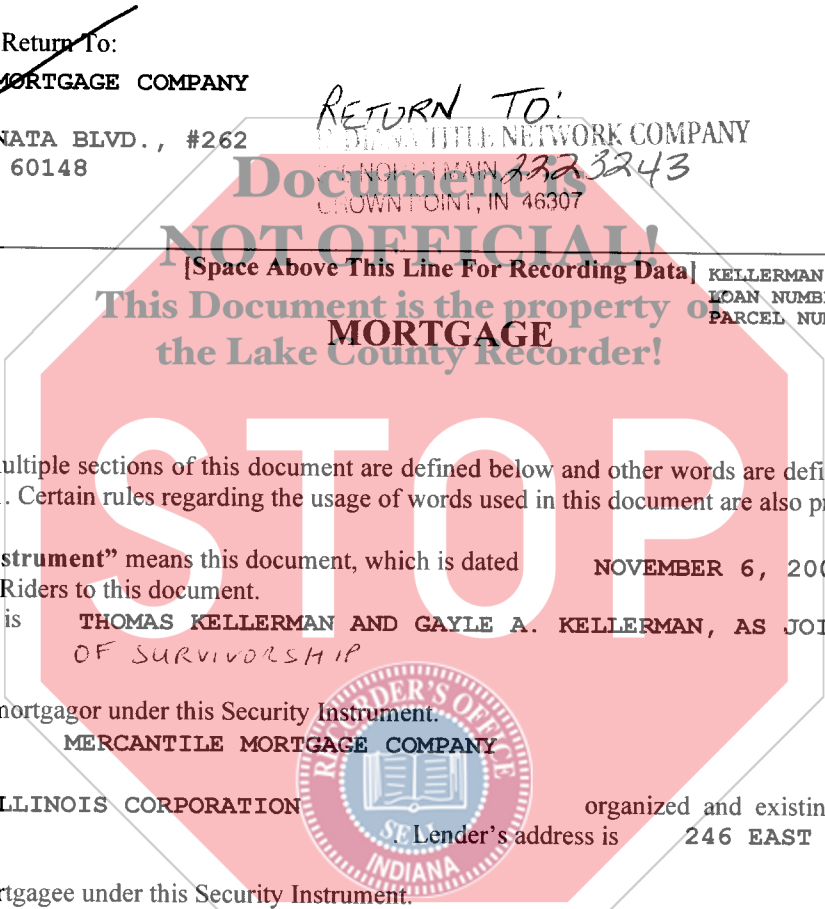 Return To:
MORTGAGE COMPANY
RETURN TO:
NATA BLVD., #262
INDIANA TITLE NETWORK COMPANY
60148
MAIN 2223243
CROWN POINT, IN 46307
Document is
NOT OFFICIAL!
[Space Above This Line For Recording Data]
KELLERMAN
LOAN NUMBE
This Document is the property of
PARCEL NU
MORTGAGE
the Lake County Recorder!
STOP
ultiple sections of this document are defined below and other words are defi
. Certain rules regarding the usage of words used in this document are also p
strument” means this document, which is dated NOVEMBER 6, 200
Riders to this document.
is THOMAS KELLERMAN AND GAYLE A. KELLERMAN, AS JOI
OF SURVIVORSHIP
mortgagor under this Security Instrument.
MERCANTILE MORTGAGE COMPANY
RECORDER'S OFFICE
LLINOIS CORPORATION organized and existin
SEAL
. Lender’s address is 246 EAST
INDIANA
rtgagee under this Security Instrument.